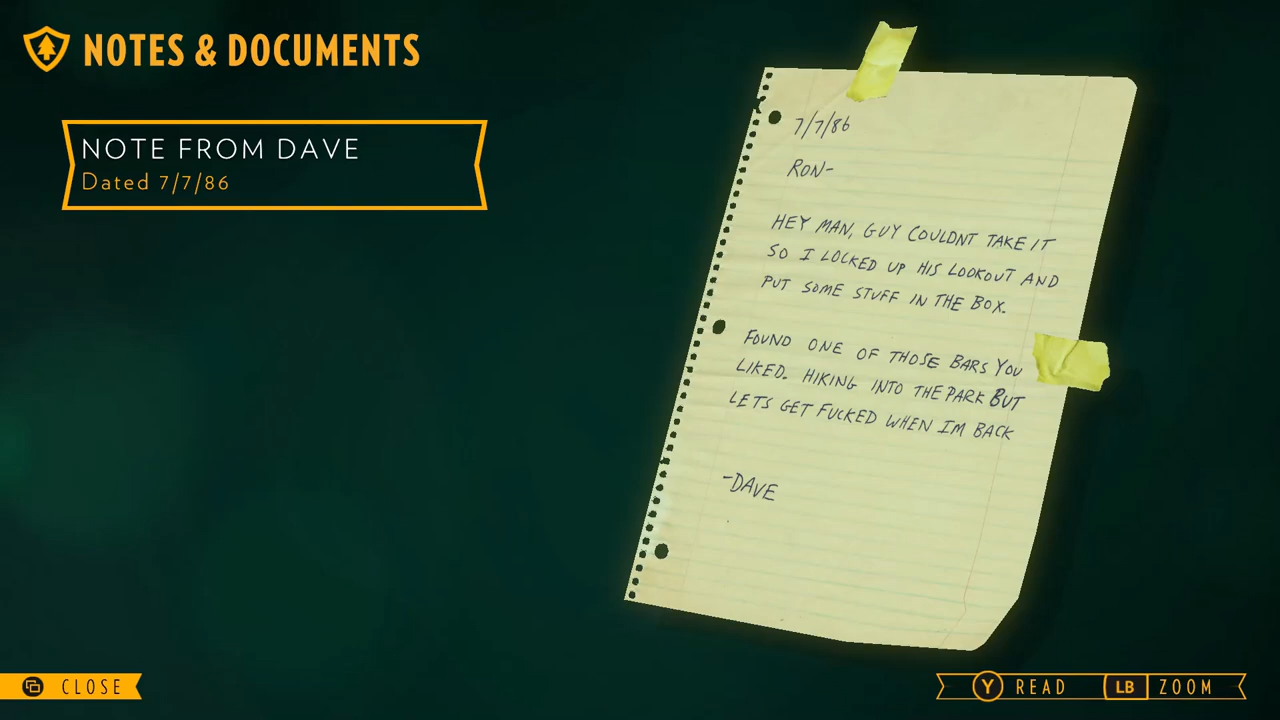 NOTES & DOCUMENTS
NOTE FROM DAVE
Dated 7/7/86
7/7/86
RON-
HEY MAN, GUY COULDNT TAKE IT
SO I LOCKED UP HIS LOOKOUT AND
PUT SOME STUFF IN THE BOX.
FOUND ONE OF THOSE BARS YOU
LIKED. HIKING INTO THE PARK BUT
LETS GET FUCKED WHEN IM BACK
-DAVE
CLOSE
Y READ LB ZOOM